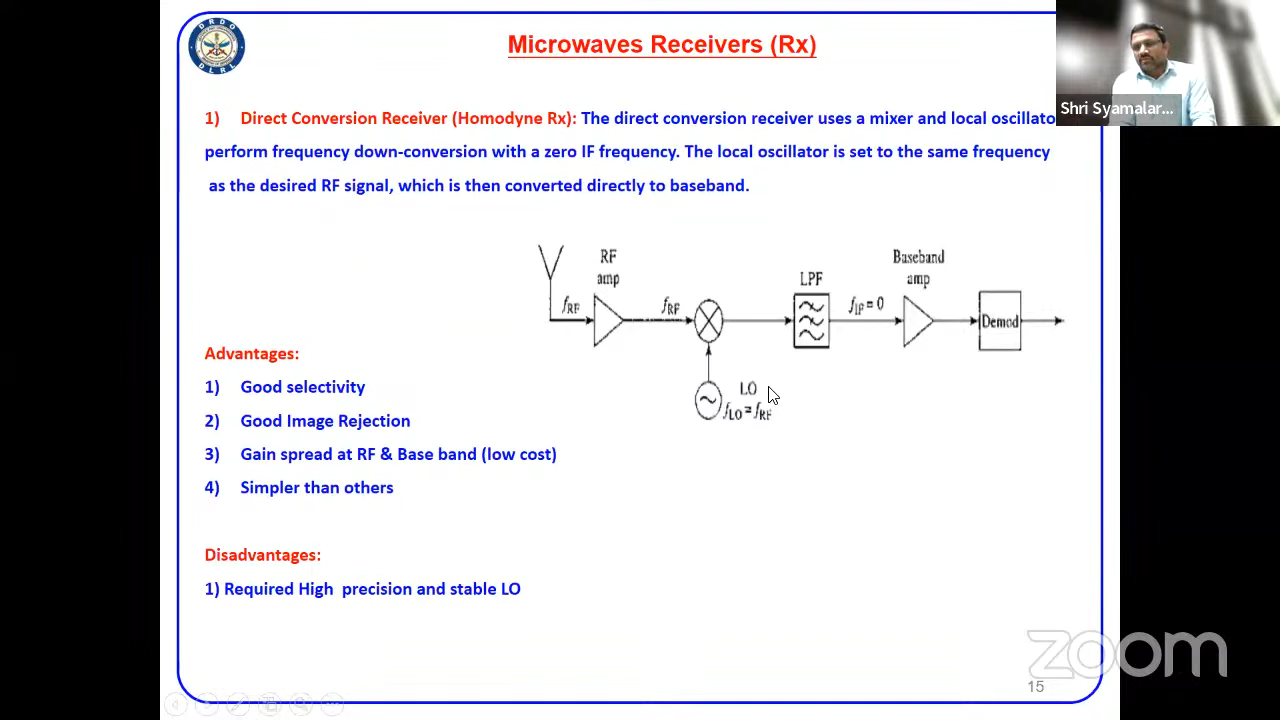 DRDO
DLRL
Microwaves Receivers (Rx)
Shri Syamalar...
1) Direct Conversion Receiver (Homodyne Rx): The direct conversion receiver uses a mixer and local oscillato
perform frequency down-conversion with a zero IF frequency. The local oscillator is set to the same frequency
as the desired RF signal, which is then converted directly to baseband.
RF
amp
LPF
Baseband
amp
fRF
fRF
fIF = 0
Demod
LO
fLO = fRF
Advantages:
1) Good selectivity
2) Good Image Rejection
3) Gain spread at RF & Base band (low cost)
4) Simpler than others
Disadvantages:
1) Required High precision and stable LO
zoom
15